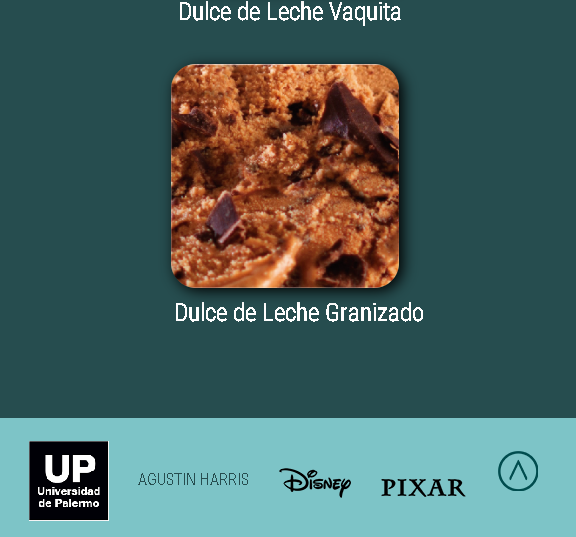 Dulce de Leche Vaquita
Dulce de Leche Granizado
UP
Universidad
de Palermo
AGUSTIN HARRIS
Disney
PIXAR